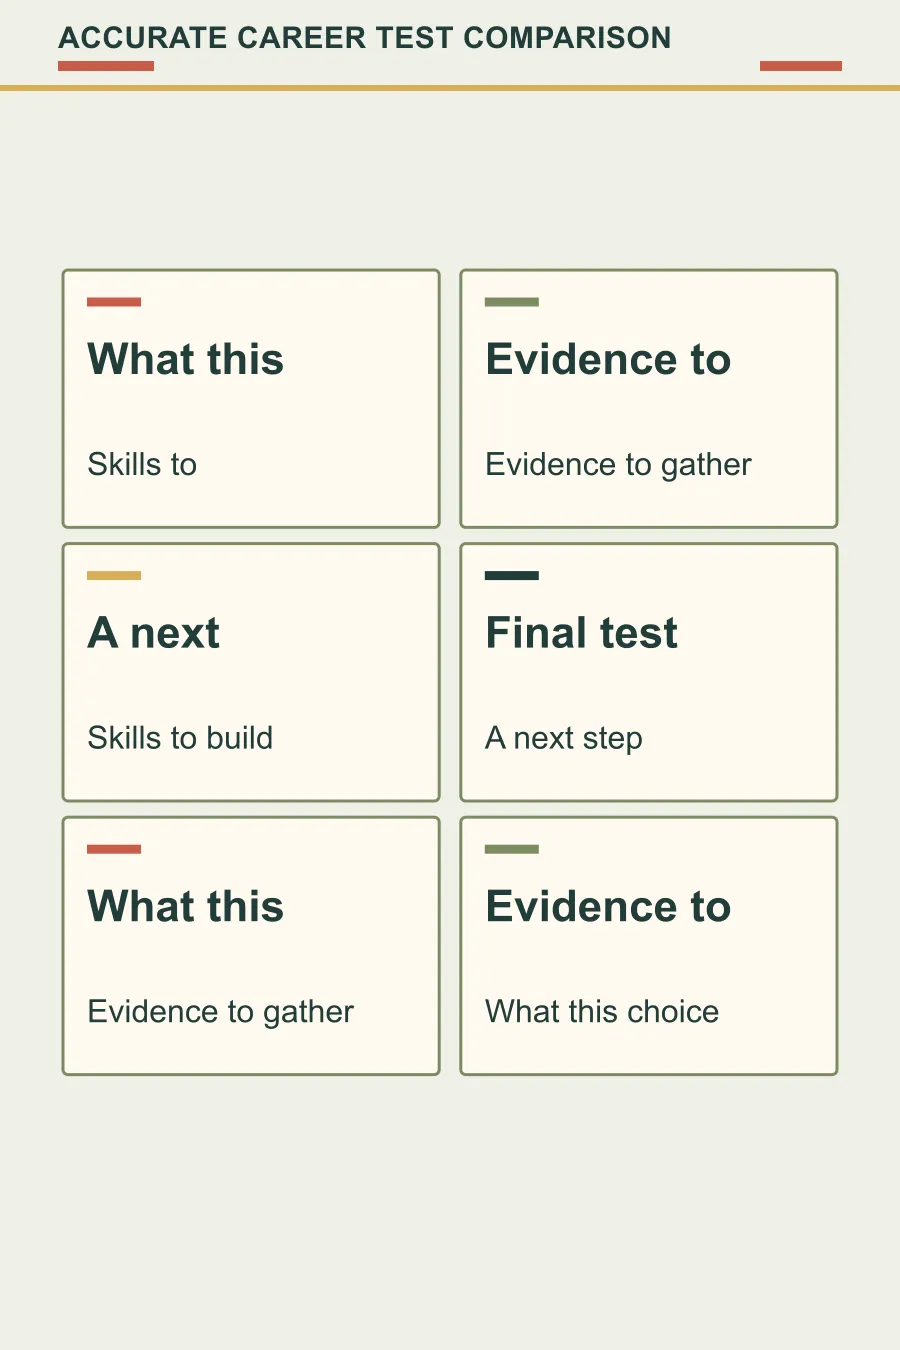 ACCURATE CAREER TEST COMPARISON
What this
Skills to
Evidence to
Evidence to gather
A next
Skills to build
Final test
A next step
What this
Evidence to gather
Evidence to
What this choice